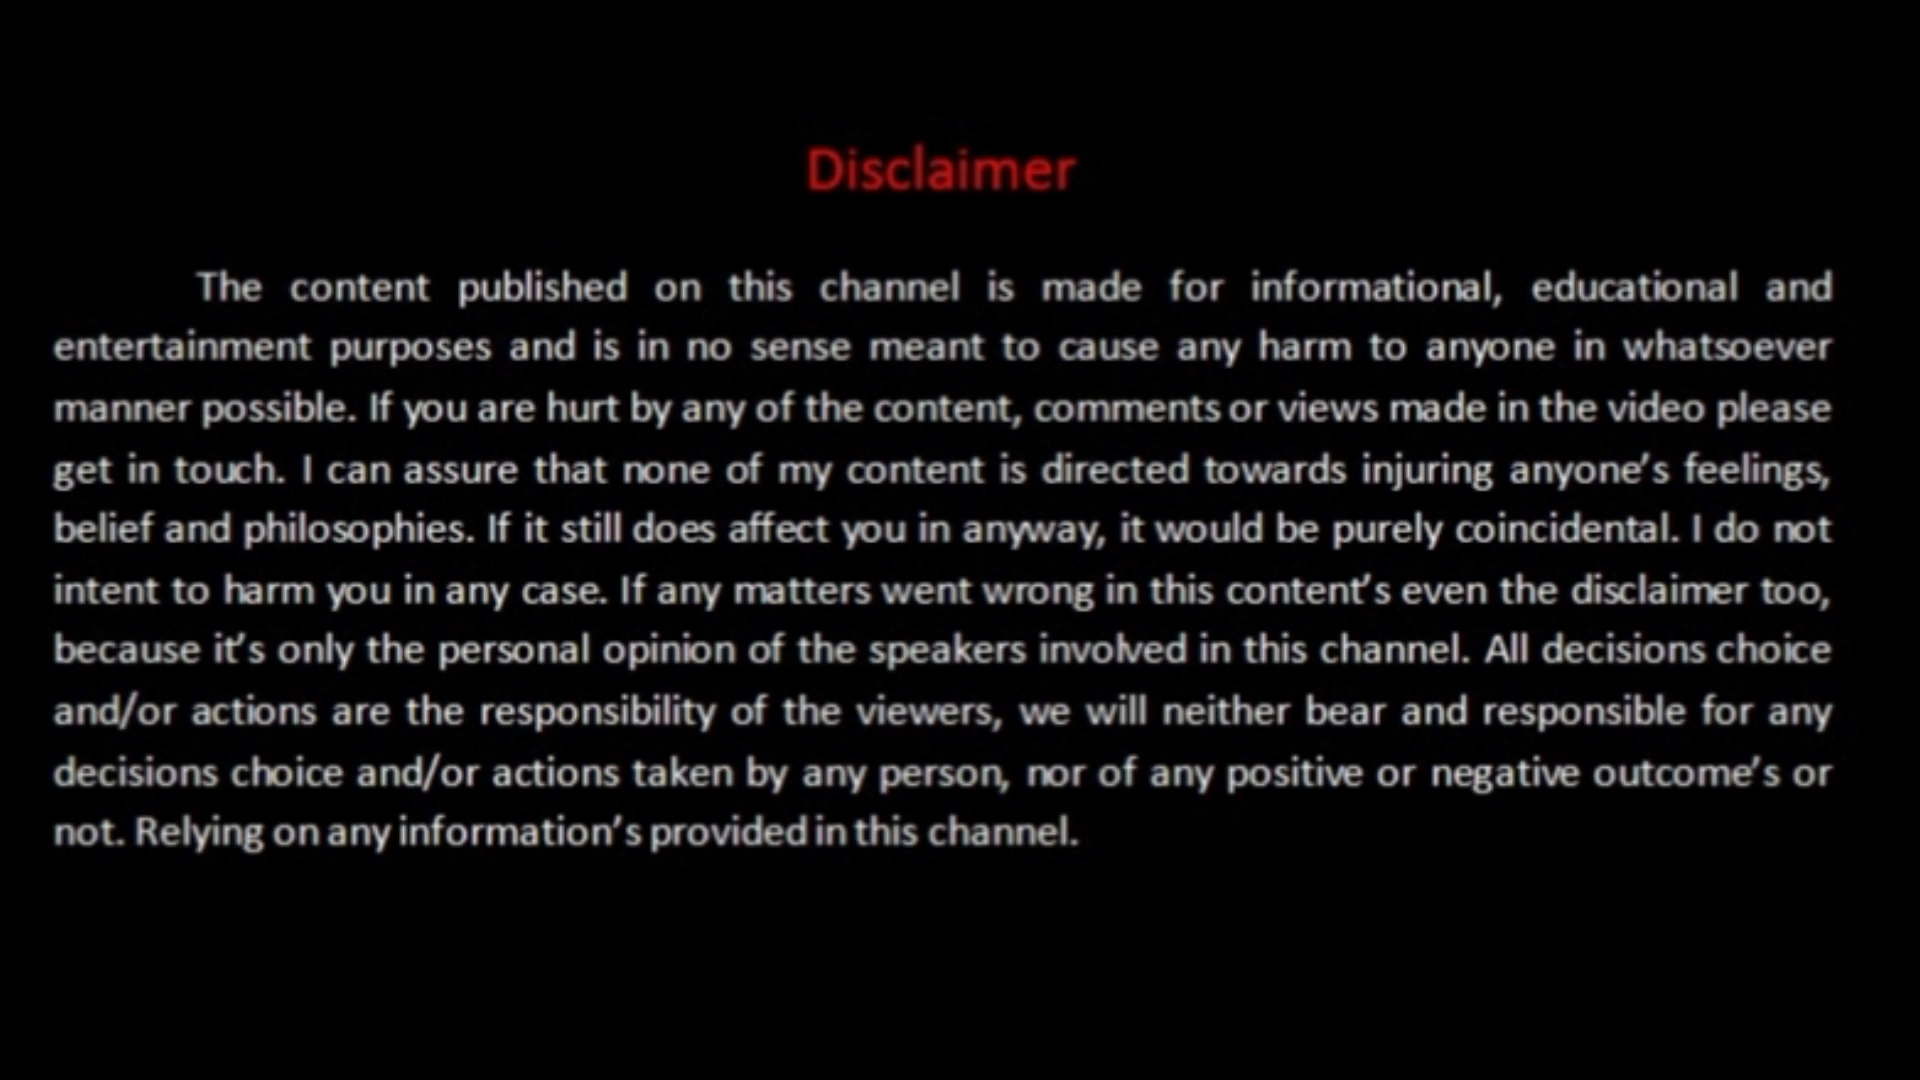 Disclaimer
The content published on this channel is made for informational, educational and
entertainment purposes and is in no sense meant to cause any harm to anyone in whatsoever
manner possible. If you are hurt by any of the content, comments or views made in the video please
get in touch. I can assure that none of my content is directed towards injuring anyone’s feelings,
belief and philosophies. If it still does affect you in anyway, it would be purely coincidental. I do not
intent to harm you in any case. If any matters went wrong in this content’s even the disclaimer too,
because it’s only the personal opinion of the speakers involved in this channel. All decisions choice
and/or actions are the responsibility of the viewers, we will neither bear and responsible for any
decisions choice and/or actions taken by any person, nor of any positive or negative outcome’s or
not. Relying on any information’s provided in this channel.